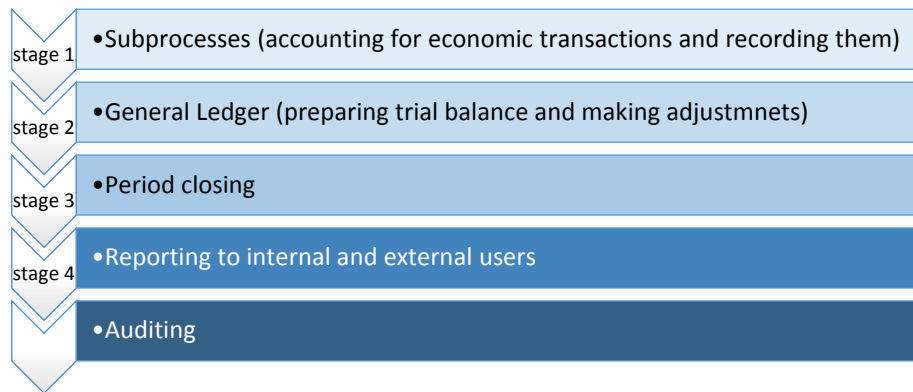 stage 1
•Subprocesses (accounting for economic transactions and recording them)
stage 2
•General Ledger (preparing trial balance and making adjustmnets)
stage 3
•Period closing
stage 4
•Reporting to internal and external users
•Auditing